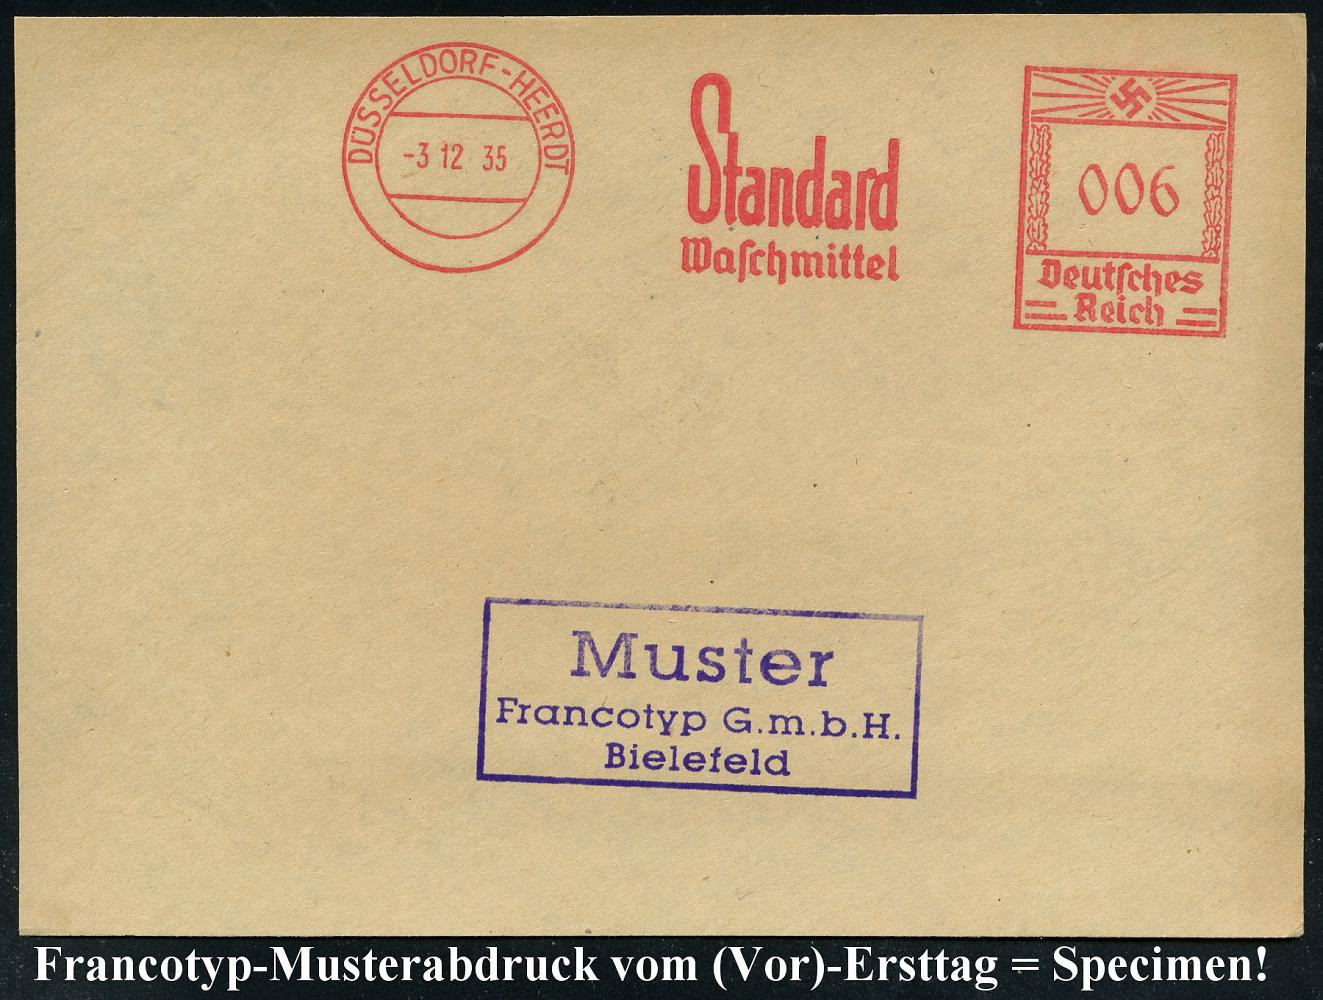 DÜSSELDORF-HEERDT
-3 12 35
Standard
Waschmittel
006
Deutsches
Reich
Muster
Francotyp G.m.b.H.
Bielefeld
Francotyp-Musterabdruck vom (Vor)-Ersttag = Specimen!